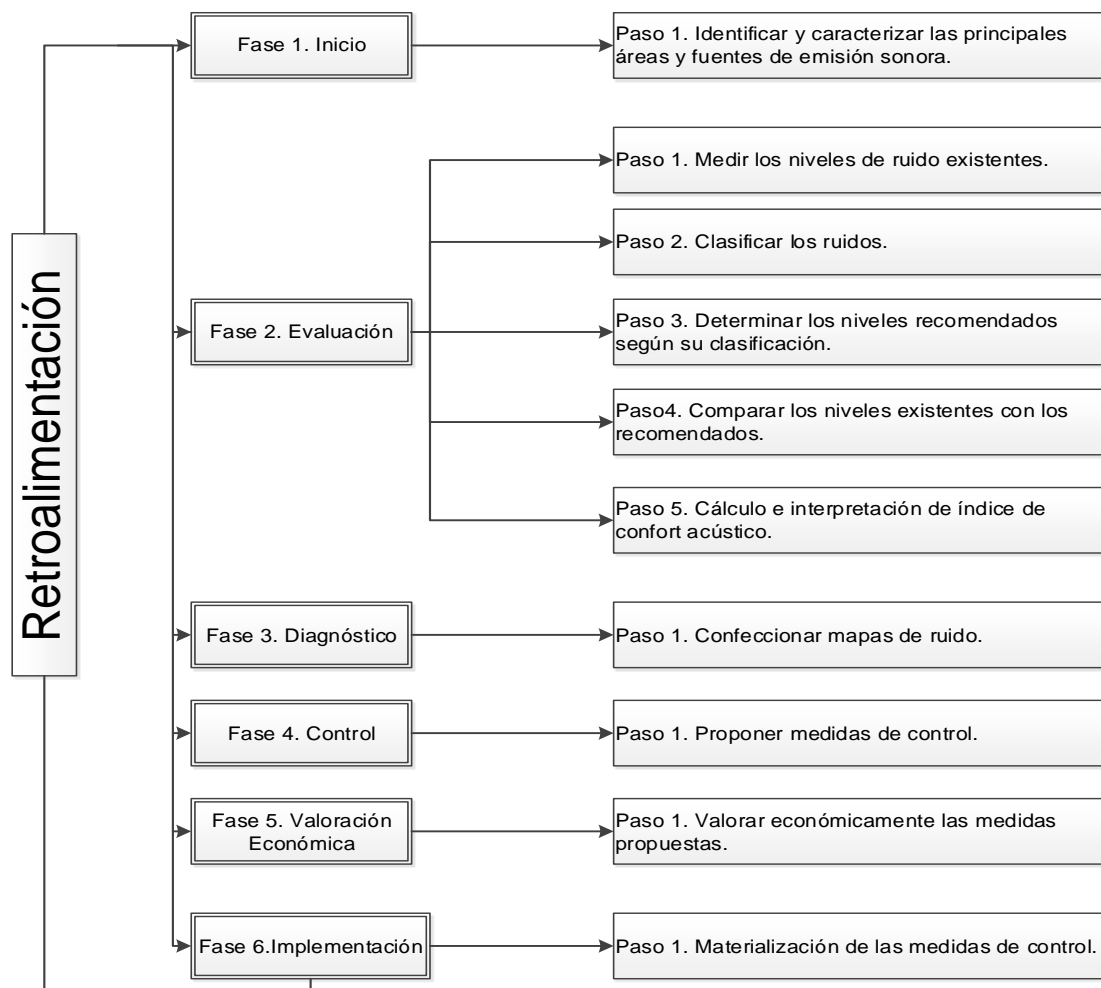 Retroalimentación
Fase 1. Inicio
Paso 1. Identificar y caracterizar las principales
áreas y fuentes de emisión sonora.
Fase 2. Evaluación
Paso 1. Medir los niveles de ruido existentes.
Paso 2. Clasificar los ruidos.
Paso 3. Determinar los niveles recomendados
según su clasificación.
Paso4. Comparar los niveles existentes con los
recomendados.
Paso 5. Cálculo e interpretación de índice de
confort acústico.
Fase 3. Diagnóstico
Paso 1. Confeccionar mapas de ruido.
Fase 4. Control
Paso 1. Proponer medidas de control.
Fase 5. Valoración
Económica
Paso 1. Valorar económicamente las medidas
propuestas.
Fase 6.Implementación
Paso 1. Materialización de las medidas de control.